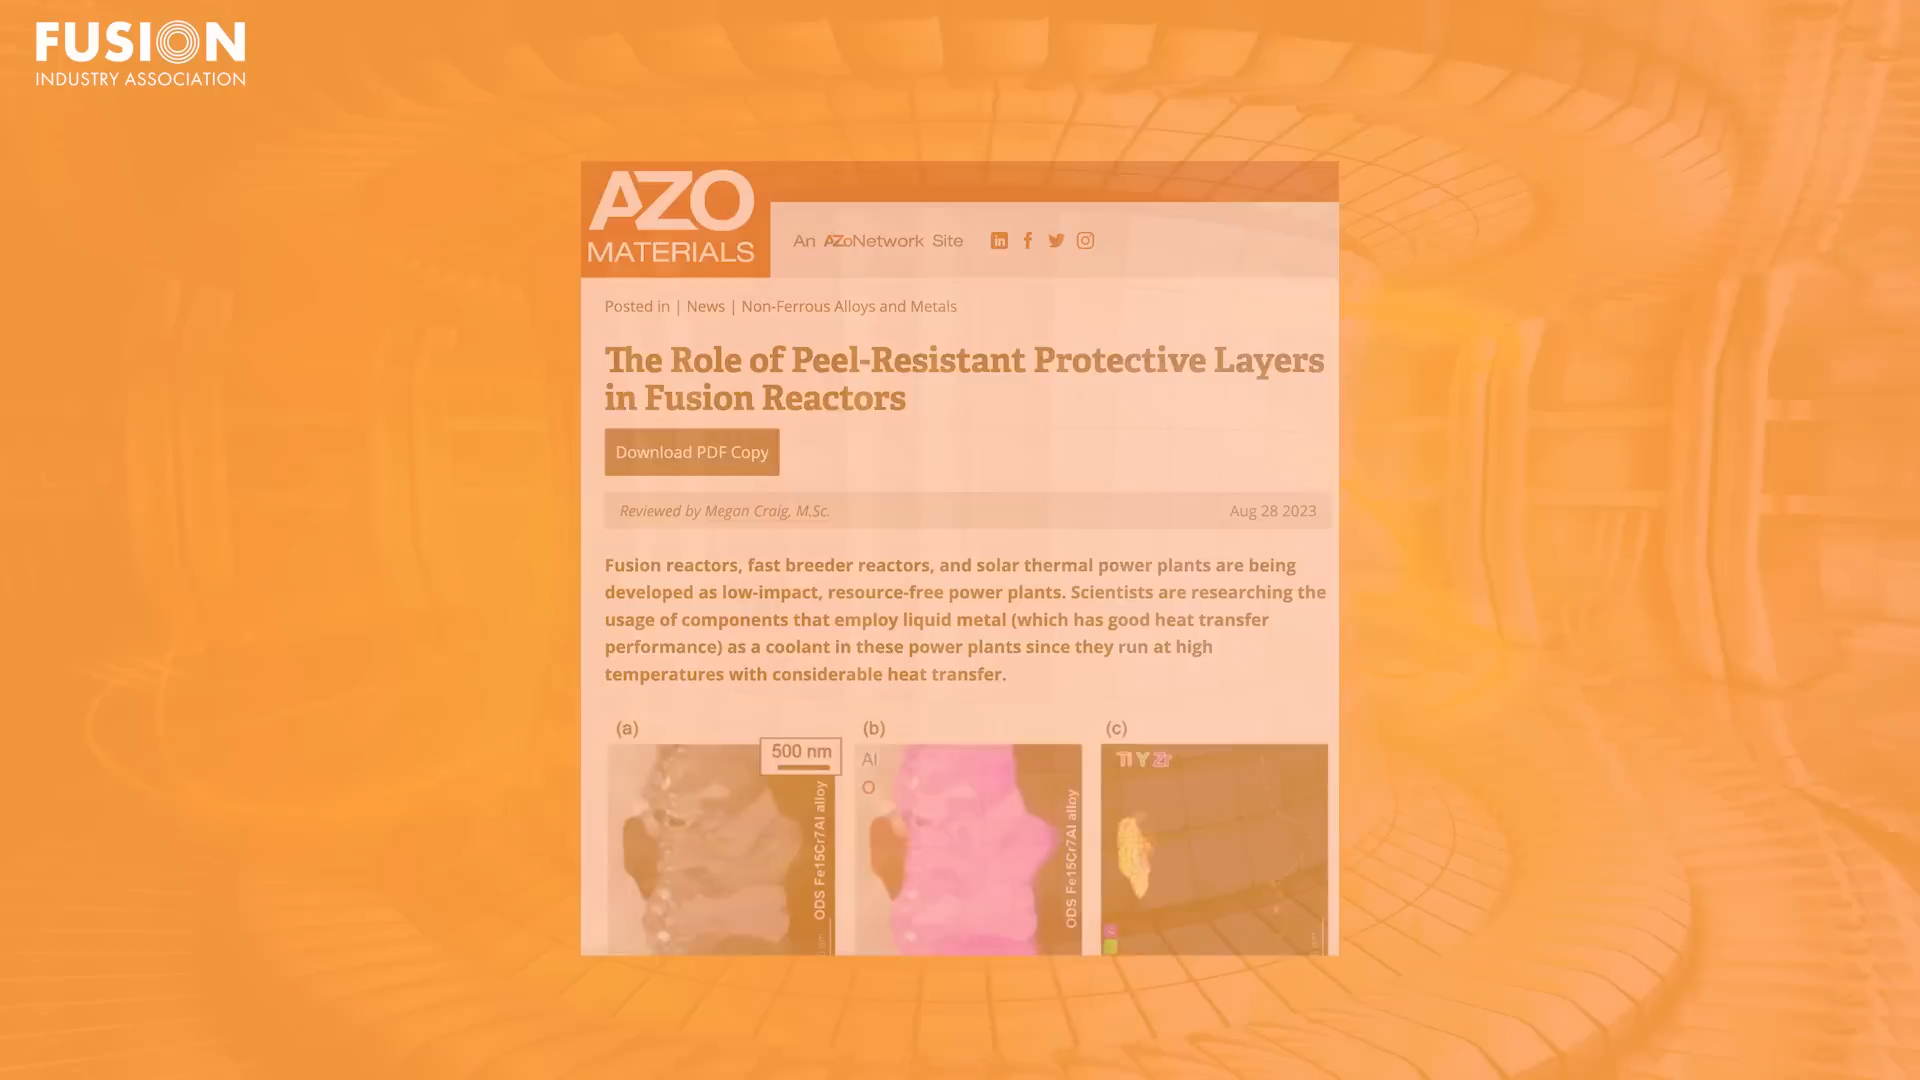 FUSION
INDUSTRY ASSOCIATION
AZO
MATERIALS
An AZoNetwork Site
Posted in | News | Non-Ferrous Alloys and Metals
The Role of Peel-Resistant Protective Layers
in Fusion Reactors
Download PDF Copy
Reviewed by Megan Craig, M.Sc.
Aug 28 2023
Fusion reactors, fast breeder reactors, and solar thermal power plants are being
developed as low-impact, resource-free power plants. Scientists are researching the
usage of components that employ liquid metal (which has good heat transfer
performance) as a coolant in these power plants since they run at high
temperatures with considerable heat transfer.
(a)
500 nm
ODS Fe15Cr7Al alloy
(b)
Al
O
ODS Fe15Cr7Al alloy
(c)
Ti Y Zr